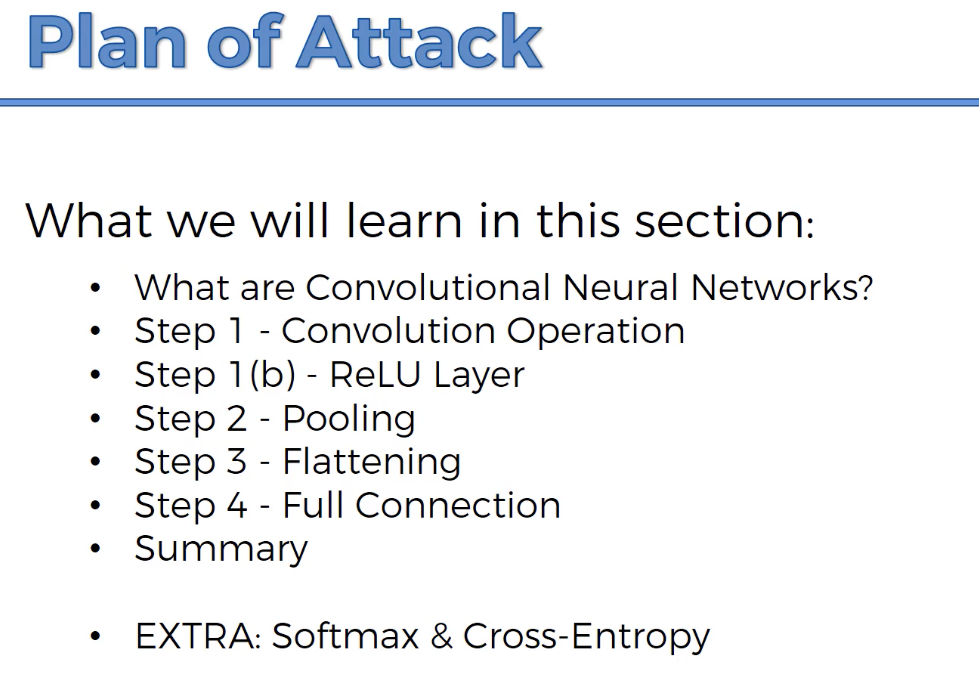 Plan of Attack
What we will learn in this section:
• What are Convolutional Neural Networks?
• Step 1 - Convolution Operation
• Step 1(b) - ReLU Layer
• Step 2 - Pooling
• Step 3 - Flattening
• Step 4 - Full Connection
• Summary
• EXTRA: Softmax & Cross-Entropy